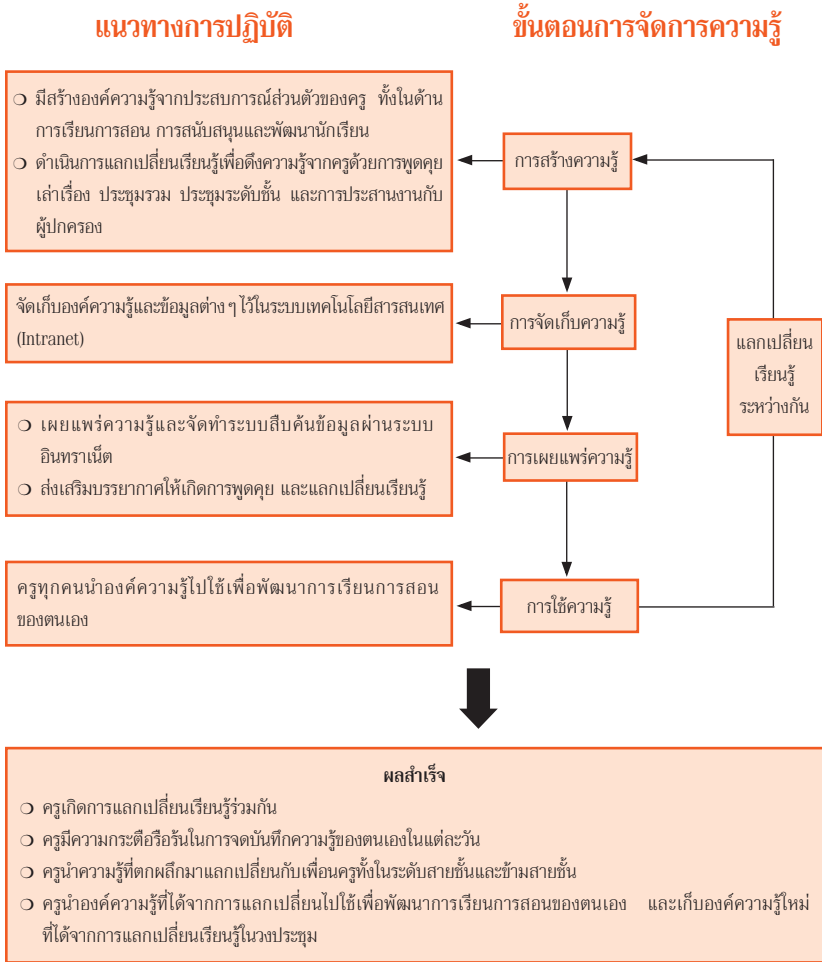 แนวทางการปฏิบัติ
ขั้นตอนการจัดการความรู้
❍ มีสร้างองค์ความรู้จากประสบการณ์ส่วนตัวของครู ทั้งในด้าน
การเรียนการสอน การสนับสนุนและพัฒนานักเรียน
❍ ดำเนินการแลกเปลี่ยนเรียนรู้เพื่อดึงความรู้จากครูด้วยการพูดคุย
เล่าเรื่อง ประชุมรวม ประชุมระดับชั้น และการประสานงานกับ
ผู้ปกครอง
การสร้างความรู้
จัดเก็บองค์ความรู้และข้อมูลต่าง ๆ ไว้ในระบบเทคโนโลยีสารสนเทศ
(Intranet)
การจัดเก็บความรู้
แลกเปลี่ยน
เรียนรู้
ระหว่างกัน
❍ เผยแพร่ความรู้และจัดทำระบบสืบค้นข้อมูลผ่านระบบ
อินทราเน็ต
❍ ส่งเสริมบรรยากาศให้เกิดการพูดคุย และแลกเปลี่ยนเรียนรู้
การเผยแพร่ความรู้
ครูทุกคนนำองค์ความรู้ไปใช้เพื่อพัฒนาการเรียนการสอน
ของตนเอง
การใช้ความรู้
ผลสำเร็จ
❍ ครูเกิดการแลกเปลี่ยนเรียนรู้ร่วมกัน
❍ ครูมีความกระตือรือร้นในการจดบันทึกความรู้ของตนเองในแต่ละวัน
❍ ครูนำความรู้ที่ตกผลึกมาแลกเปลี่ยนกับเพื่อนครูทั้งในระดับสายชั้นและข้ามสายชั้น
❍ ครูนำองค์ความรู้ที่ได้จากการแลกเปลี่ยนไปใช้เพื่อพัฒนาการเรียนการสอนของตนเอง และเก็บองค์ความรู้ใหม่
ที่ได้จากการแลกเปลี่ยนเรียนรู้ในวงประชุม